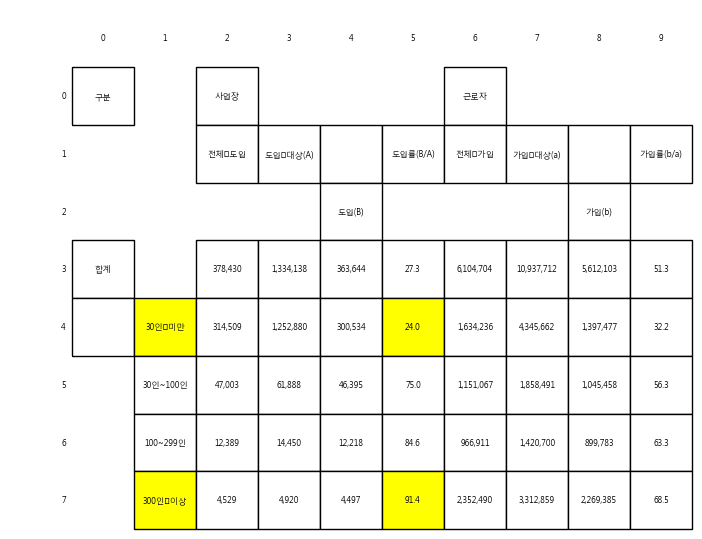 0 1 2 3 4 5 6 7 8 9
0 구분 사업장 근로자
1 전체□도입 도입□대상(A) 도입률(B/A) 전체□가입 가입□대상(a) 가입률(b/a)
2 도입(B) 가입(b)
3 합계 378,430 1,334,138 363,644 27.3 6,104,704 10,937,712 5,612,103 51.3
4 30인□미만 314,509 1,252,880 300,534 24.0 1,634,236 4,345,662 1,397,477 32.2
5 30인~100인 47,003 61,888 46,395 75.0 1,151,067 1,858,491 1,045,458 56.3
6 100~299인 12,389 14,450 12,218 84.6 966,911 1,420,700 899,783 63.3
7 300인□이상 4,529 4,920 4,497 91.4 2,352,490 3,312,859 2,269,385 68.5